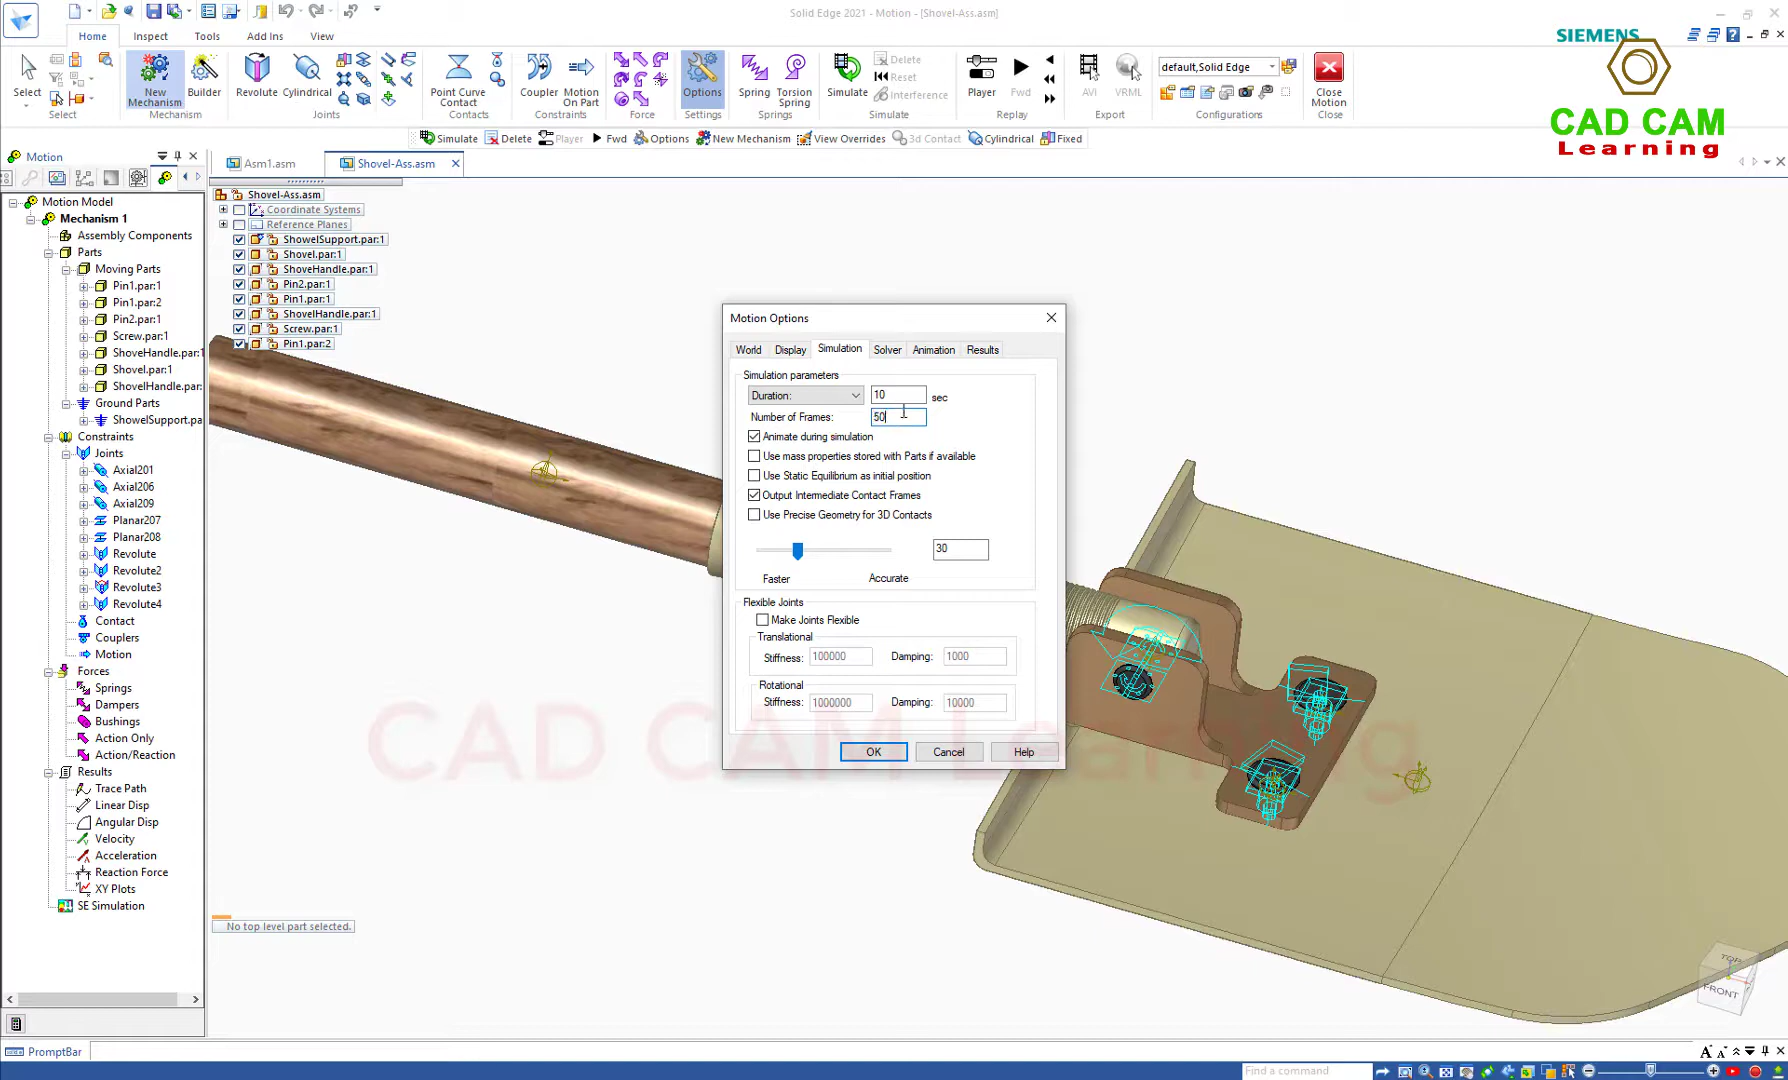 Solid Edge 2021 - Motion - [Shovel-Ass.asm]
Home
Inspect
Tools
Add Ins
View
SIEMENS
Select
New
Mechanism
Builder
Revolute
Cylindrical
Point Curve
Contact
Coupler
Motion
On Part
Options
Spring
Torsion
Spring
Simulate
Delete
Reset
Interference
Player
Fwd
AVI
VRML
default,Solid Edge
Close
Motion
Select
Mechanism
Joints
Contacts
Constraints
Force
Settings
Springs
Simulate
Replay
Export
Configurations
Close
CAD CAM
Learning
Simulate
Delete
Player
Fwd
Options
New Mechanism
View Overrides
3d Contact
Cylindrical
Fixed
Motion
Asm1.asm
Shovel-Ass.asm
Motion Model
Mechanism 1
Assembly Components
Parts
Moving Parts
Pin1.par:1
Pin1.par:2
Pin2.par:1
Screw.par:1
ShoveHandle.par:1
Shovel.par:1
ShovelHandle.par:
Ground Parts
ShowelSupport.pa
Constraints
Joints
Axial201
Axial206
Axial209
Planar207
Planar208
Revolute
Revolute2
Revolute3
Revolute4
Contact
Couplers
Motion
Forces
Springs
Dampers
Bushings
Action Only
Action/Reaction
Results
Trace Path
Linear Disp
Angular Disp
Velocity
Acceleration
Reaction Force
XY Plots
SE Simulation
Shovel-Ass.asm
Coordinate Systems
Reference Planes
ShowelSupport.par:1
Shovel.par:1
ShoveHandle.par:1
Pin2.par:1
Pin1.par:1
ShovelHandle.par:1
Screw.par:1
Pin1.par:2
Motion Options
World
Display
Simulation
Solver
Animation
Results
Simulation parameters
Duration: 10 sec
Number of Frames: 50
Animate during simulation
Use mass properties stored with Parts if available
Use Static Equilibrium as initial position
Output Intermediate Contact Frames
Use Precise Geometry for 3D Contacts
30
Faster Accurate
Flexible Joints
Make Joints Flexible
Translational
Stiffness: 100000 Damping: 1000
Rotational
Stiffness: 1000000 Damping: 10000
OK
Cancel
Help
CAD CAM Learning
No top level part selected.
TOP
FRONT
PromptBar
Find a command